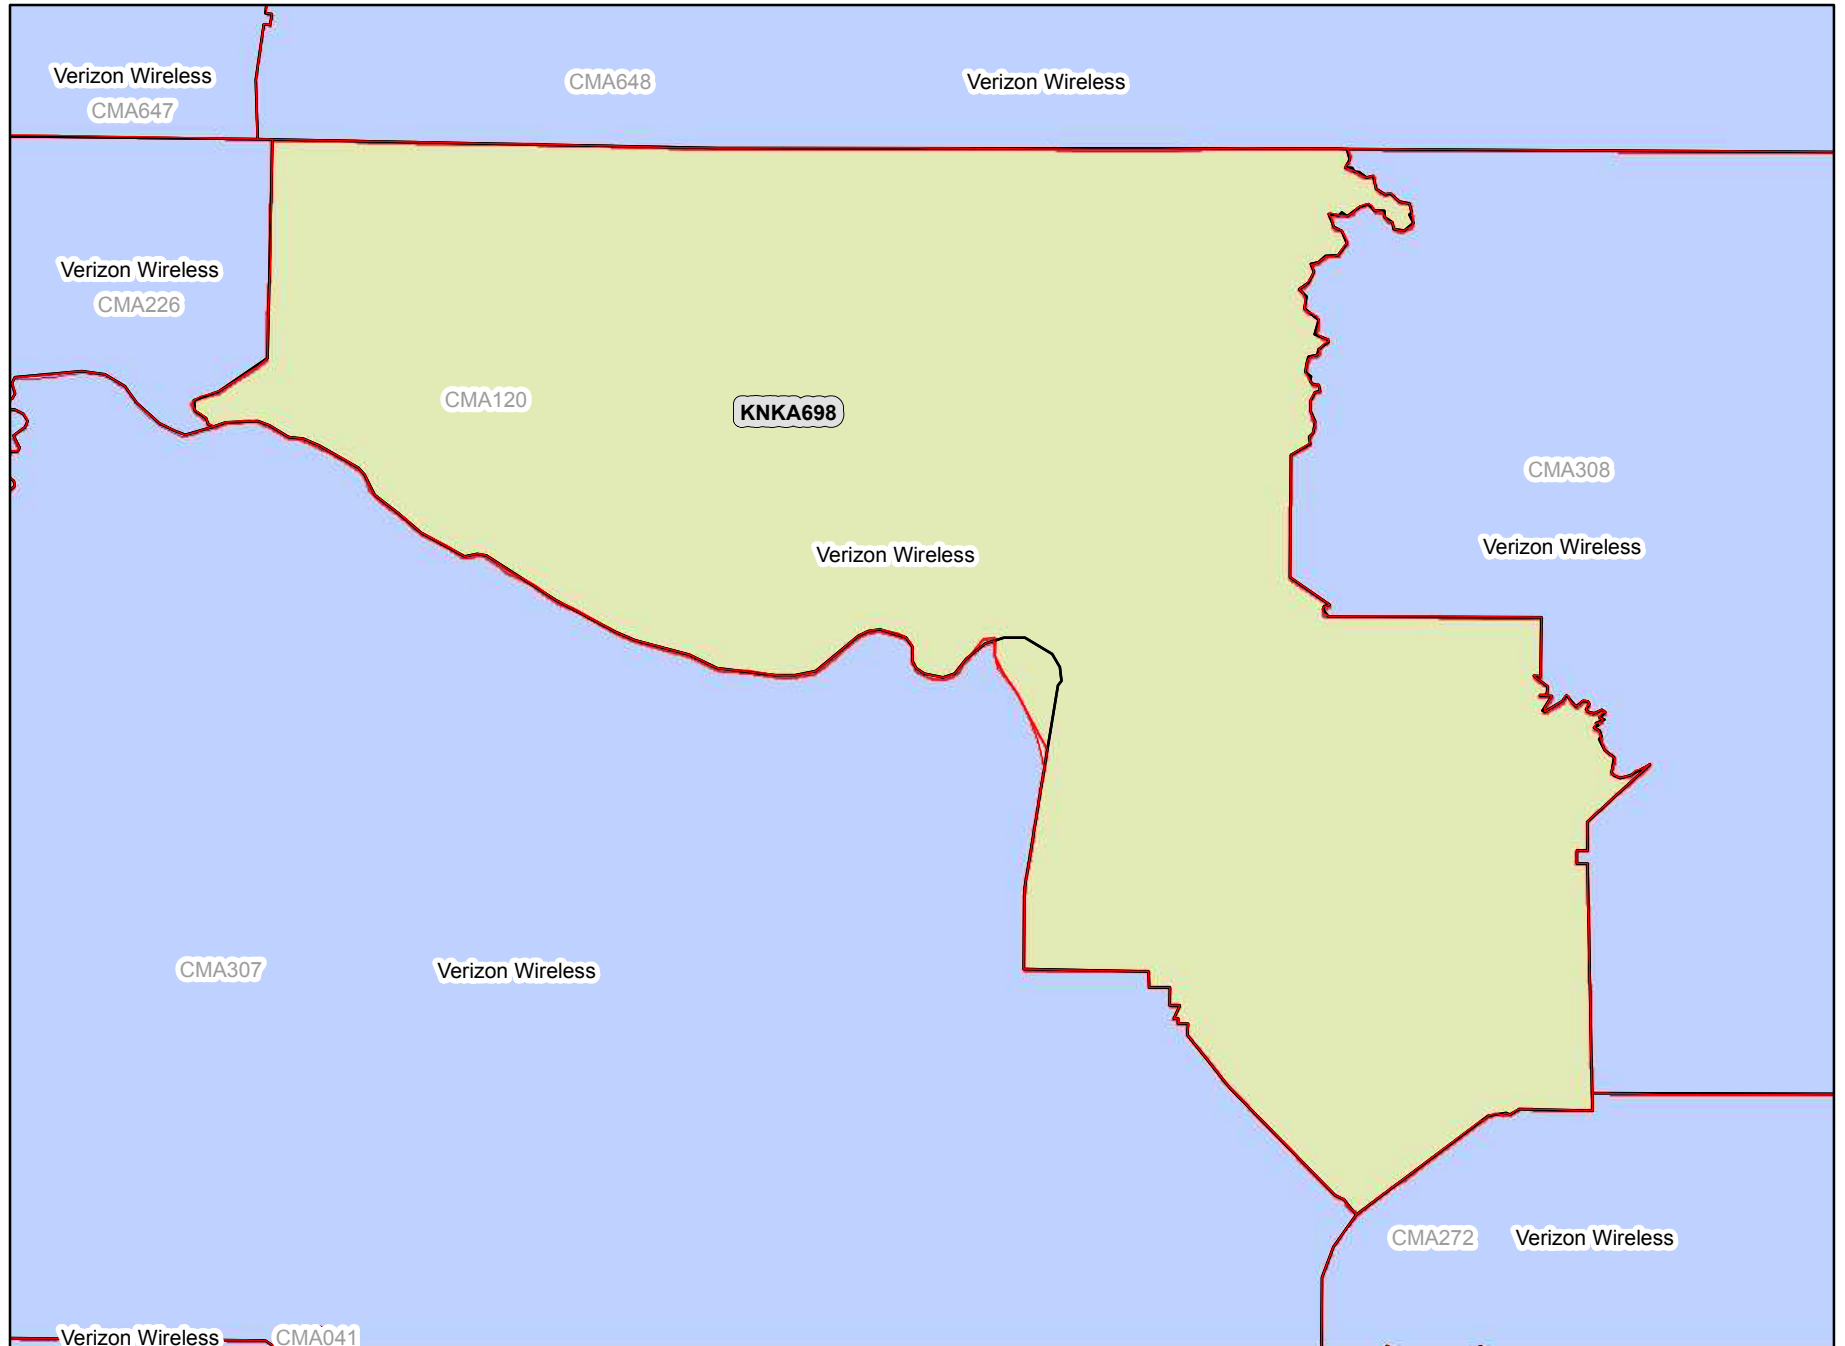 Verizon Wireless
CMA647
CMA648
Verizon Wireless
Verizon Wireless
CMA226
CMA120
KNKA698
CMA308
Verizon Wireless
Verizon Wireless
CMA307
Verizon Wireless
CMA272
Verizon Wireless
Verizon Wireless
CMA041